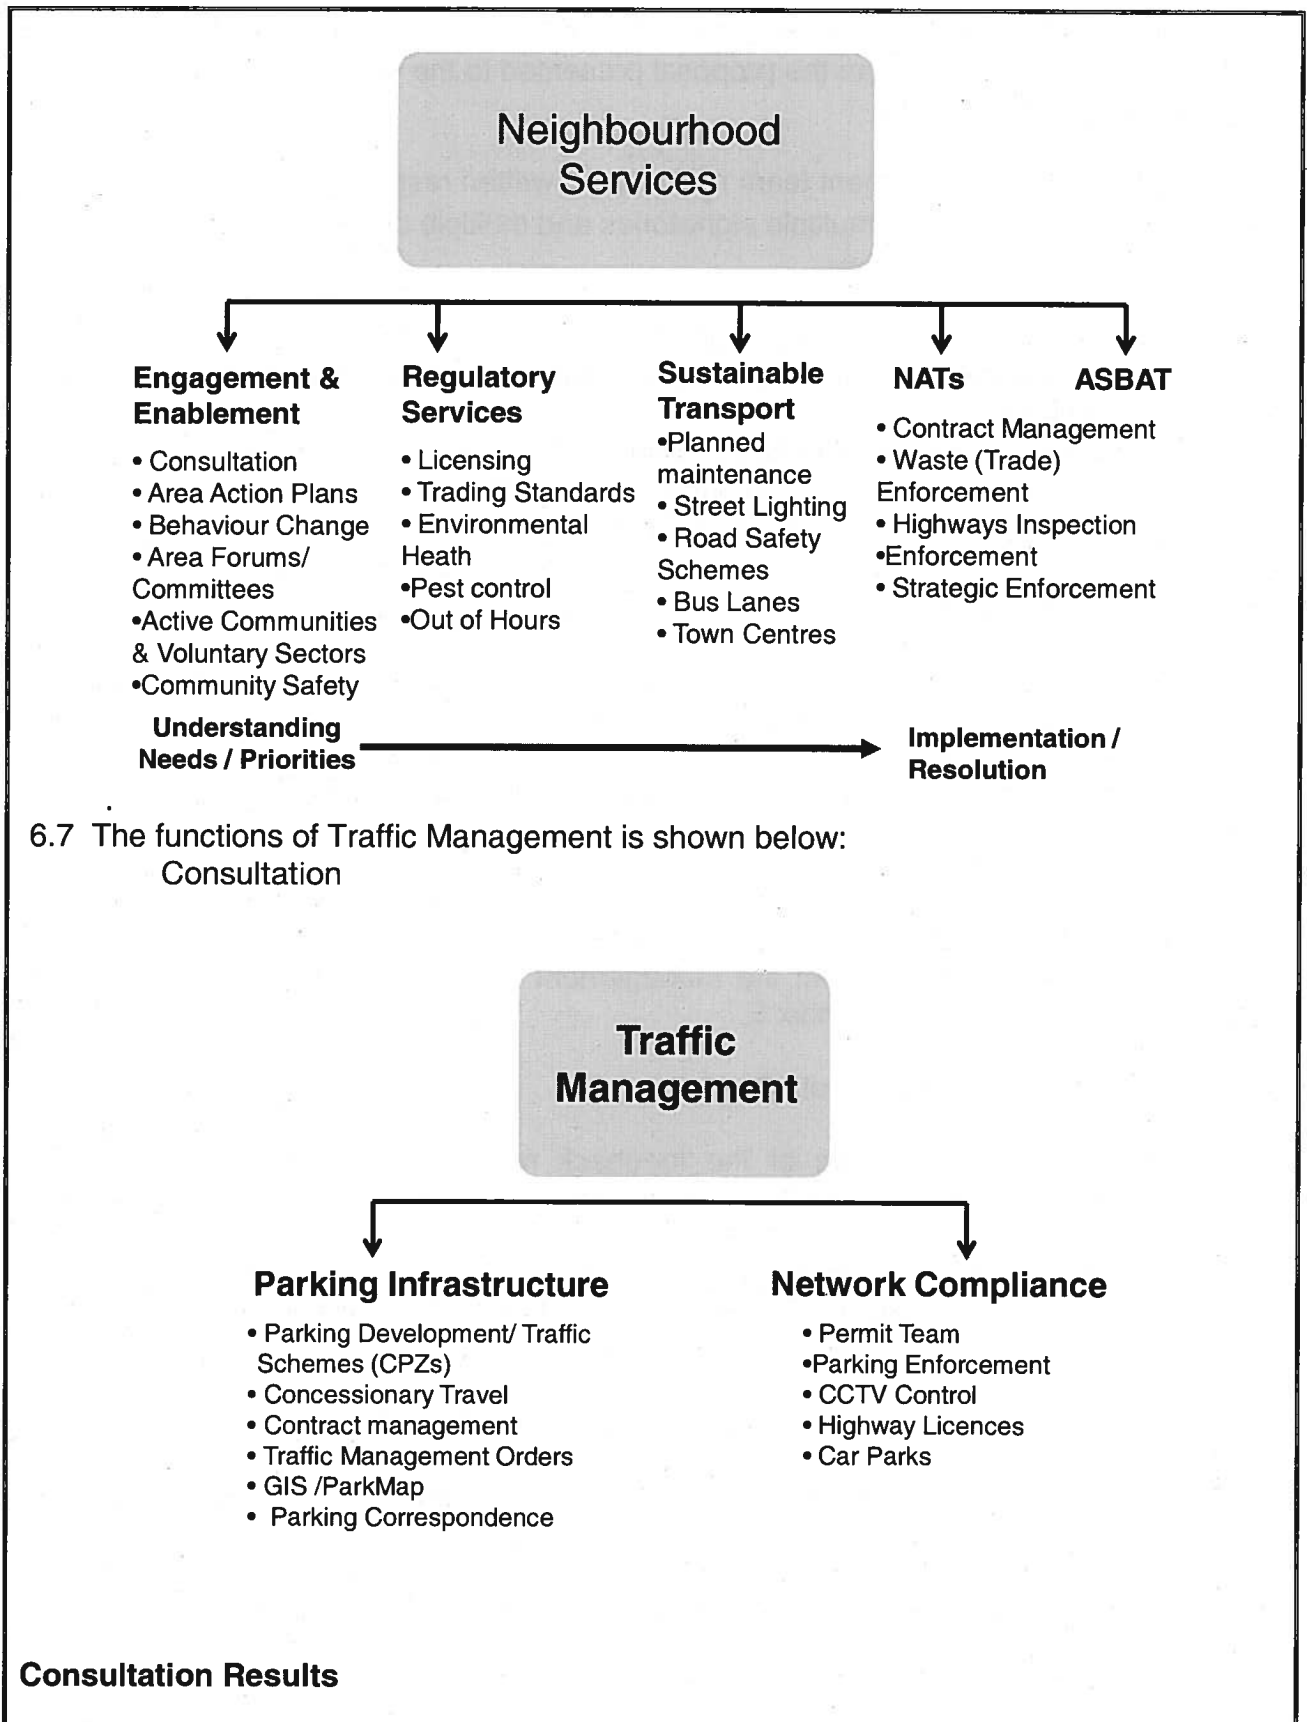 Neighbourhood
Services
Engagement &
Enablement
• Consultation
• Area Action Plans
• Behaviour Change
• Area Forums/
Committees
•Active Communities
& Voluntary Sectors
•Community Safety
Regulatory
Services
• Licensing
• Trading Standards
• Environmental
Heath
•Pest control
•Out of Hours
Sustainable
Transport
•Planned
maintenance
• Street Lighting
• Road Safety
Schemes
• Bus Lanes
• Town Centres
NATs
ASBAT
• Contract Management
• Waste (Trade)
Enforcement
• Highways Inspection
•Enforcement
• Strategic Enforcement
Understanding
Needs / Priorities
Implementation /
Resolution
6.7 The functions of Traffic Management is shown below:
Consultation
Traffic
Management
Parking Infrastructure
• Parking Development/ Traffic
Schemes (CPZs)
• Concessionary Travel
• Contract management
• Traffic Management Orders
• GIS /ParkMap
• Parking Correspondence
Network Compliance
• Permit Team
•Parking Enforcement
• CCTV Control
• Highway Licences
• Car Parks
Consultation Results